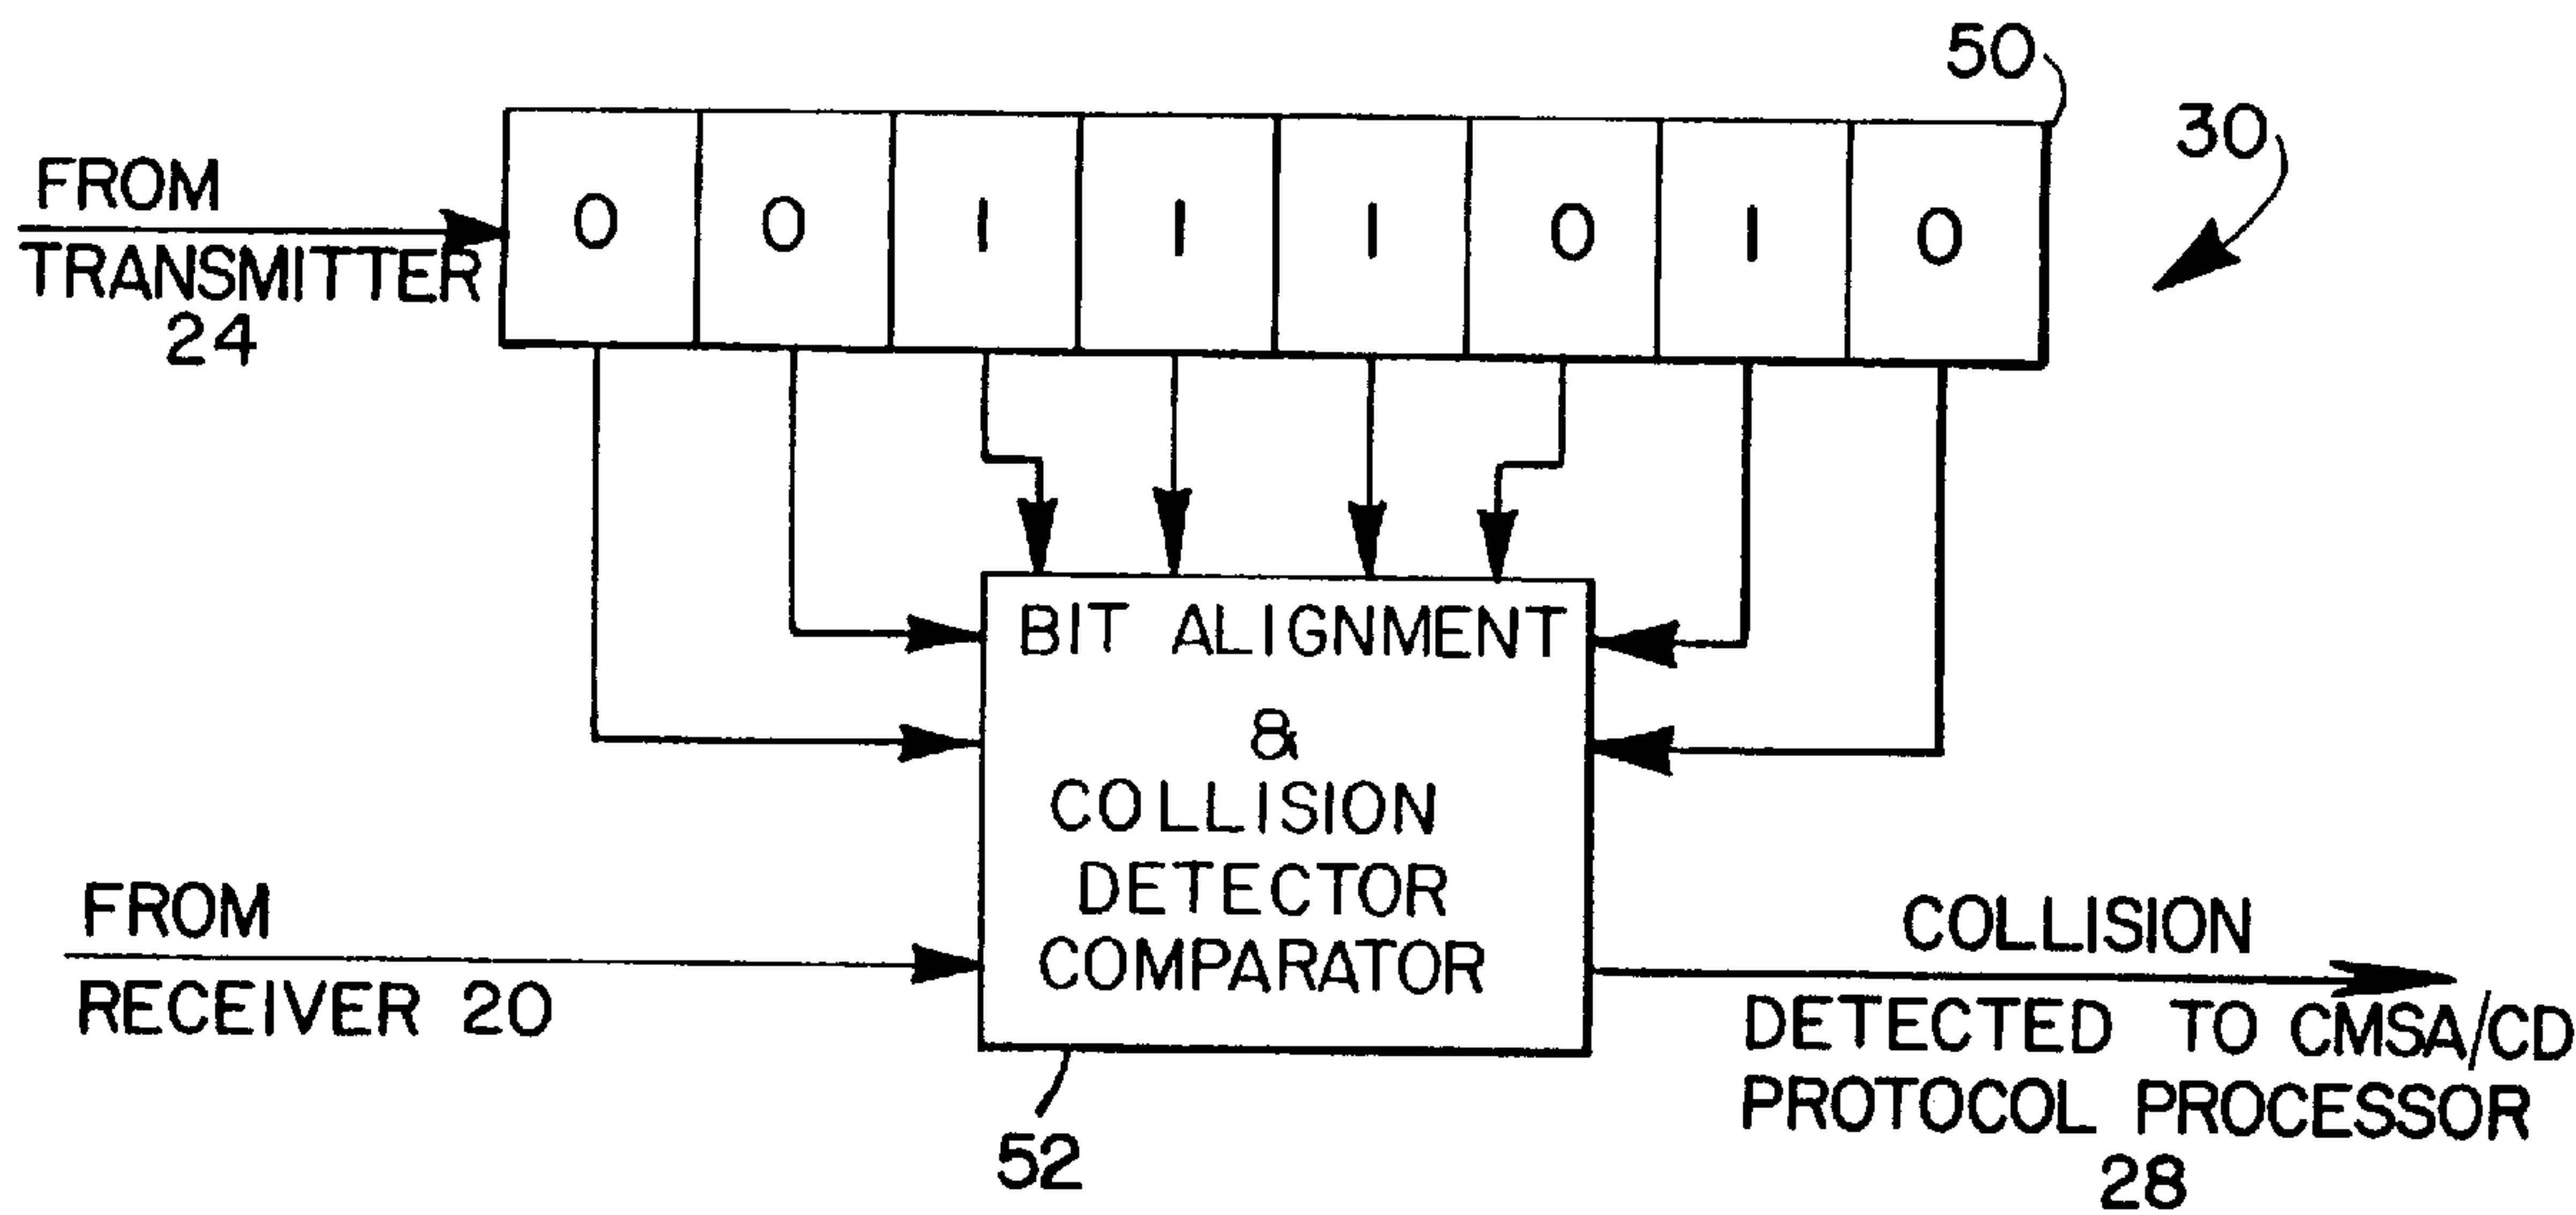 50
30
FROM
TRANSMITTER
24
0 0 1 1 1 0 1 0
BIT ALIGNMENT
&
COLLISION
DETECTOR
COMPARATOR
FROM
RECEIVER 20
COLLISION
DETECTED TO CMSA/CD
PROTOCOL PROCESSOR
28
52